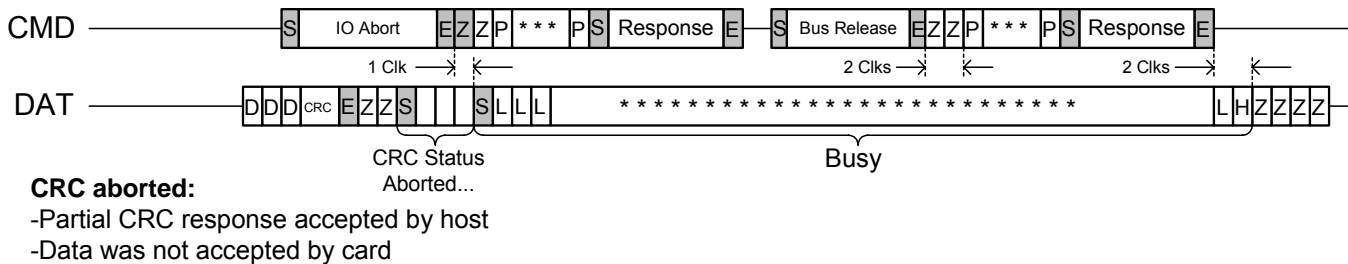 CMD S IO Abort E Z Z P * * * P S Response E S Bus Release E Z Z P * * * P S Response E
1 Clk 2 Clks 2 Clks
DAT D D D CRC E Z Z S S L L L * * * * * * * * * * * * * * * * * * * * * * * * * * * L H Z Z Z Z
CRC Status Busy
Aborted...
CRC aborted:
-Partial CRC response accepted by host
-Data was not accepted by card